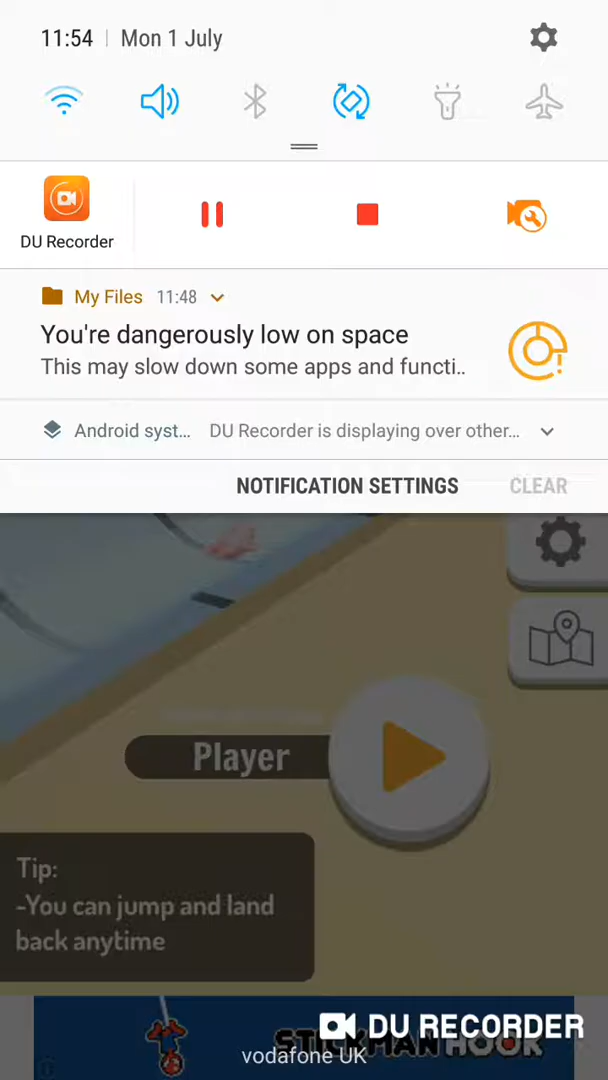 11:54 | Mon 1 July
DU Recorder
My Files 11:48
You're dangerously low on space
This may slow down some apps and functi..
Android syst... DU Recorder is displaying over other...
NOTIFICATION SETTINGS CLEAR
Player
Tip:
-You can jump and land
back anytime
DU RECORDER
STICKMAN HOOK
vodafone UK